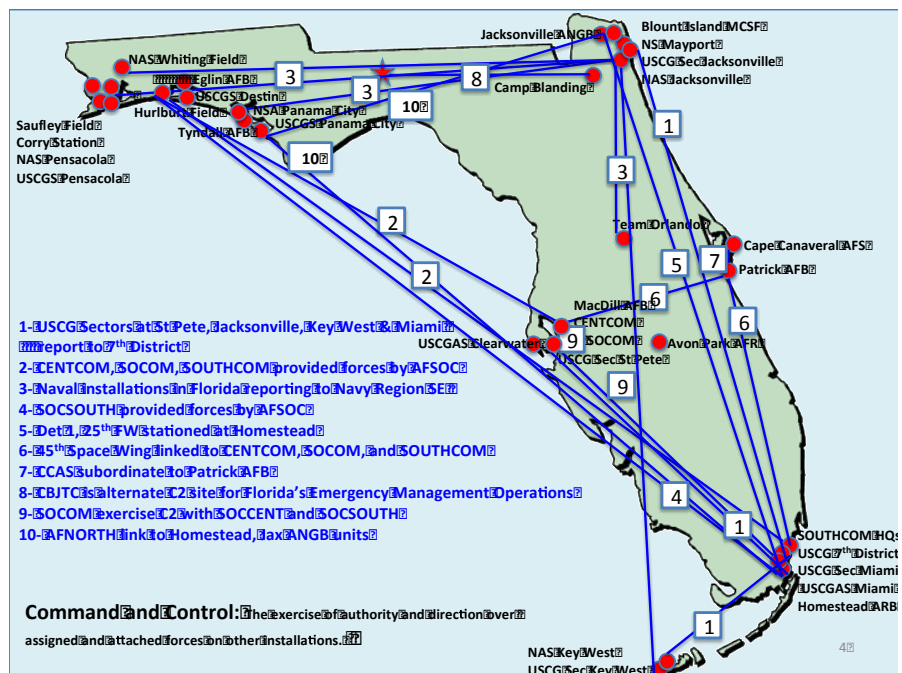 Jacksonville ANGB
Blount Island MCSF
NS Mayport
USCG Sec Jacksonville
NAS Jacksonville
NAS Whiting Field
Eglin AFB
USCGS Destin
Hurlburt Field
NSA Panama City
USCGS Panama City
Tyndall AFB
Camp Blanding
Saufley Field
Corry Station
NAS Pensacola
USCGS Pensacola
3
3
8
10
10
1
3
2
2
5
7
6
6
9
9
4
1
1
Team Orlando
Cape Canaveral AFS
Patrick AFB
MacDill AFB
CENTCOM
SOCOM
USCGAS Clearwater
USCG Sec St Pete
Avon Park AFR
1- USCG Sectors at St Pete, Jacksonville, Key West & Miami
report to 7th District
2- CENTCOM, SOCOM, SOUTHCOM provided forces by AFSOC
3- Naval installations in Florida reporting to Navy Region SE
4- SOCSOUTH provided forces by AFSOC
5- Det 1, 25th FW stationed at Homestead
6- 45th Space Wing linked to CENTCOM, SOCOM, and SOUTHCOM
7- CCAS subordinate to Patrick AFB
8- CBJTC is alternate C2 site for Florida's Emergency Management Operations
9- SOCOM exercise C2 with SOCCENT and SOCSOUTH
10- AFNORTH link to Homestead, Jax ANGB units
SOUTHCOM HQs
USCG 7th District
USCG Sec Miami
USCGAS Miami
Homestead ARB
Command and Control: The exercise of authority and direction over
assigned and attached forces on other installations.
NAS Key West
USCG Sec Key West
4